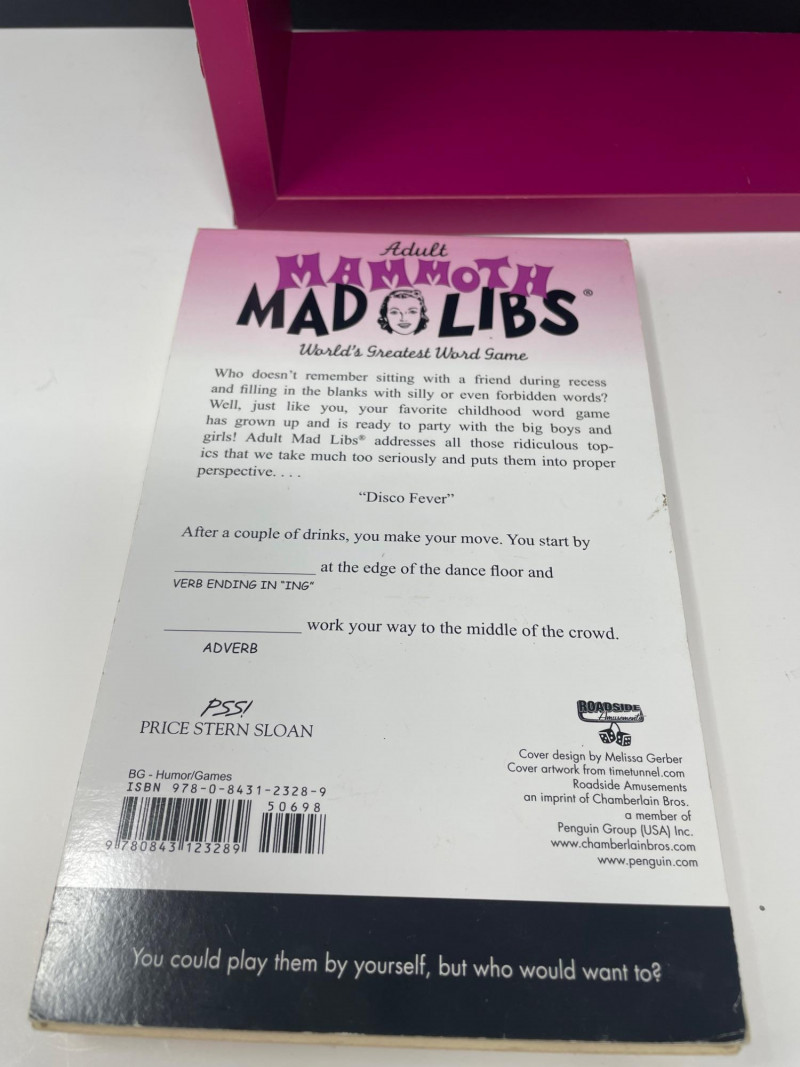 Adult
MAMMOTH
MAD LIBS®
World's Greatest Word Game
Who doesn't remember sitting with a friend during recess
and filling in the blanks with silly or even forbidden words?
Well, just like you, your favorite childhood word game
has grown up and is ready to party with the big boys and
girls! Adult Mad Libs® addresses all those ridiculous top-
ics that we take much too seriously and puts them into proper
perspective. . . .
“Disco Fever”
After a couple of drinks, you make your move. You start by
____________ at the edge of the dance floor and
VERB ENDING IN "ING"
____________ work your way to the middle of the crowd.
ADVERB
PSS!
PRICE STERN SLOAN
BG - Humor/Games
ISBN 978-0-8431-2328-9
50698
9 780843 123289
ROADSIDE
Amusements
Cover design by Melissa Gerber
Cover artwork from timetunnel.com
Roadside Amusements
an imprint of Chamberlain Bros.
a member of
Penguin Group (USA) Inc.
www.chamberlainbros.com
www.penguin.com
You could play them by yourself, but who would want to?